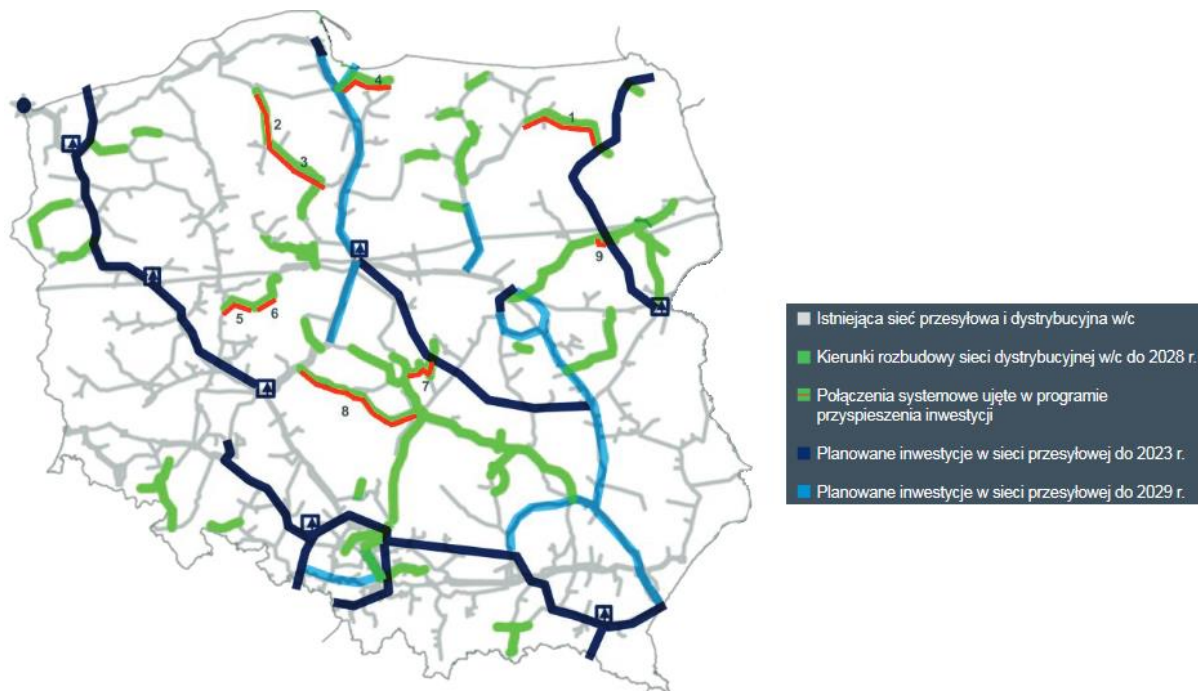 4
1
2
3
9
5
6
7
8
Istniejąca sieć przesyłowa i dystrybucyjna w/c
Kierunki rozbudowy sieci dystrybucyjnej w/c do 2028 r.
Połączenia systemowe ujęte w programie
przyspieszenia inwestycji
Planowane inwestycje w sieci przesyłowej do 2023 r.
Planowane inwestycje w sieci przesyłowej do 2029 r.